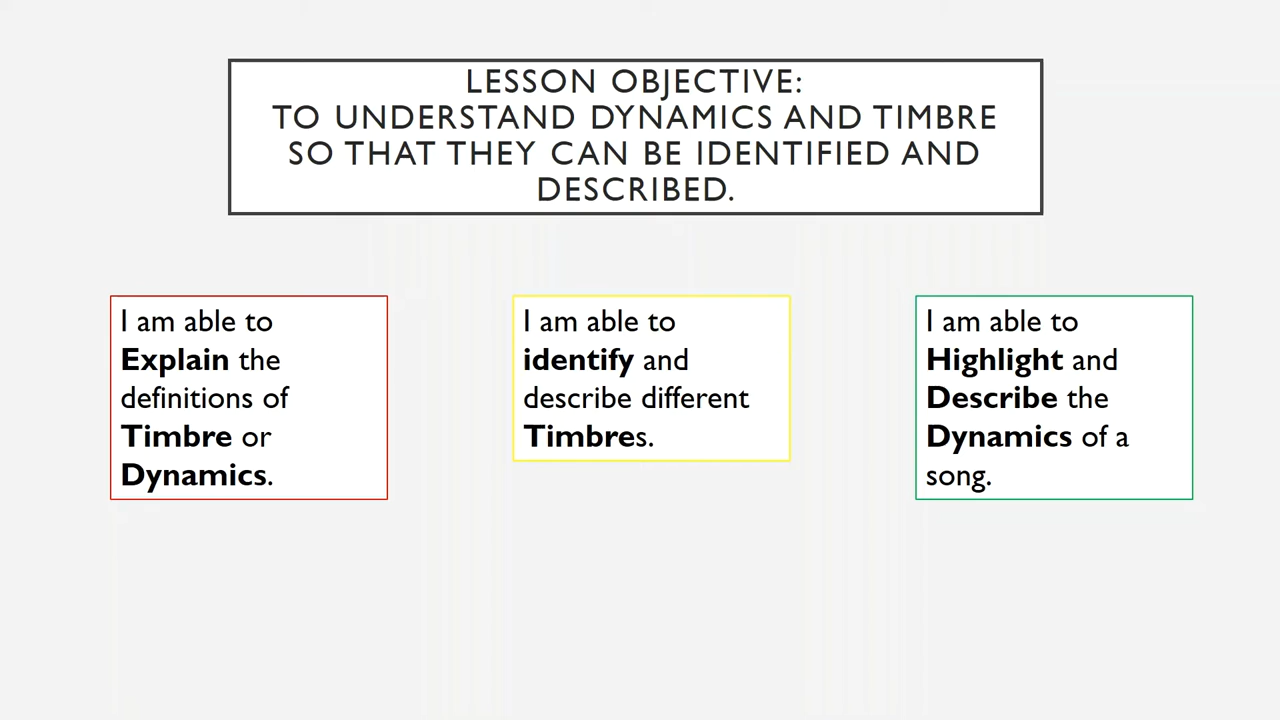 LESSON OBJECTIVE:
TO UNDERSTAND DYNAMICS AND TIMBRE
SO THAT THEY CAN BE IDENTIFIED AND
DESCRIBED.
I am able to
Explain the
definitions of
Timbre or
Dynamics.
I am able to
identify and
describe different
Timbres.
I am able to
Highlight and
Describe the
Dynamics of a
song.